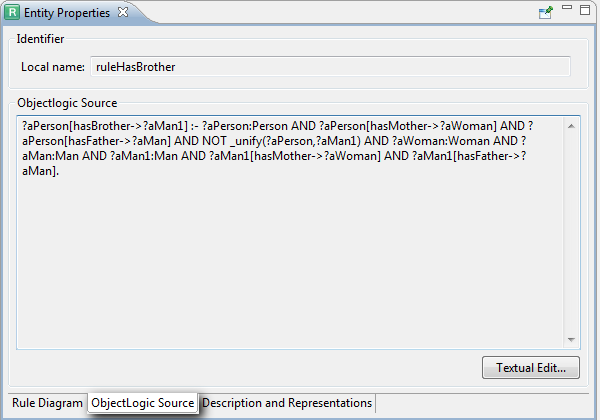 Entity Properties
Identifier
Local name: ruleHasBrother
Objectlogic Source
?aPerson[hasBrother->?aMan1] :- ?aPerson:Person AND ?aPerson[hasMother->?aWoman] AND ?
aPerson[hasFather->?aMan] AND NOT _unify(?aPerson,?aMan1) AND ?aWoman:Woman AND ?
aMan:Man AND ?aMan1:Man AND ?aMan1[hasMother->?aWoman] AND ?aMan1[hasFather->?
aMan].
Textual Edit...
Rule Diagram ObjectLogic Source Description and Representations